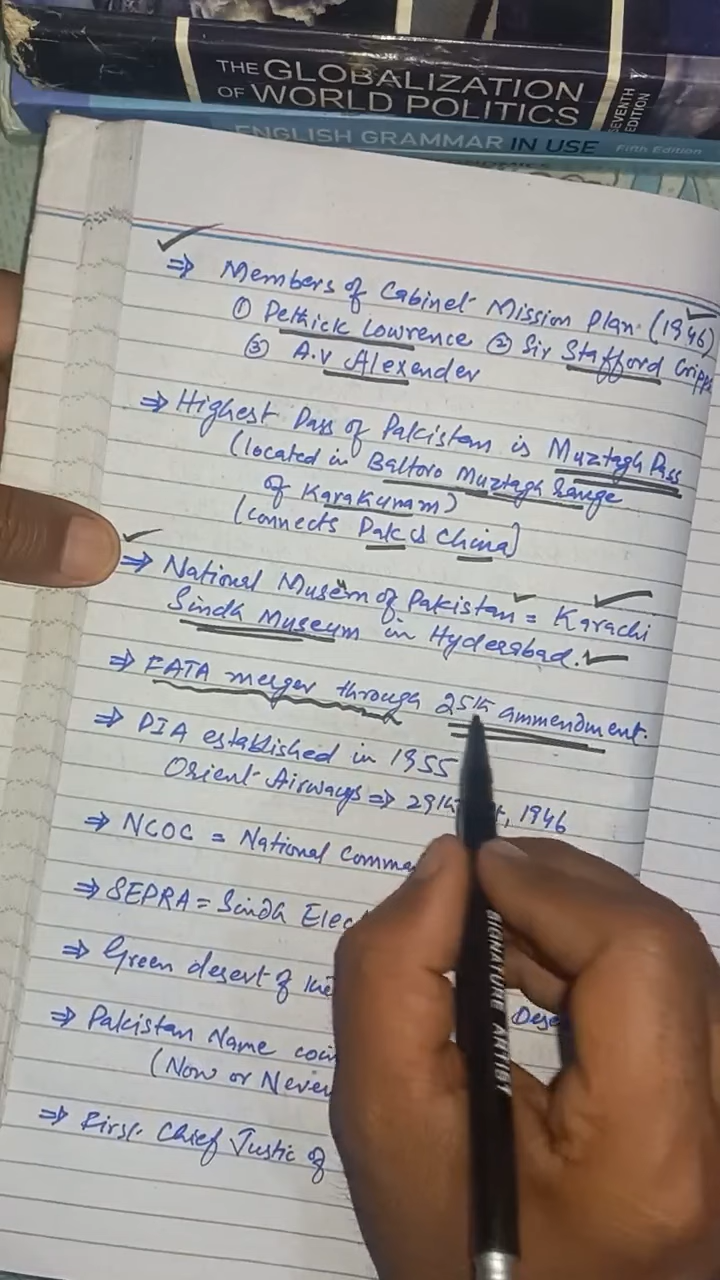 THE GLOBALIZATION
OF WORLD POLITICS
SEVENTH
EDITION
ENGLISH GRAMMAR IN USE Fifth Edition
⇒ Members of Cabinet Mission Plan. (1946)
① Pethick Lowrence ② Sir Stafford Cripps
③ A.V Alexender
⇒ Highest Pass of Pakistan is Muztagh Pass
(located in Baltoro Muztagh Range
of Karakuram)
(connects Pak & China)
⇒ National Museum of Pakistan = Karachi
Sindh Museum in Hyderabad.
⇒ FATA merger through 25th ammendment.
⇒ PIA established in 1955
Orient Airways ⇒ 29th , 1946
⇒ NCOC = National
⇒ SEPRA = Sindh
⇒ Green desert of
⇒ Pakistan Name
(Now or Never
⇒ First Chief Justic of
SIGNATURE ARTIST